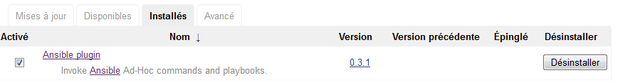 Mises à jour Disponibles Installés Avancé
Activé Nom ↓ Version Version précédente Épinglé Désinstaller
Ansible plugin 0.3.1 Désinstaller
Invoke Ansible Ad-Hoc commands and playbooks.